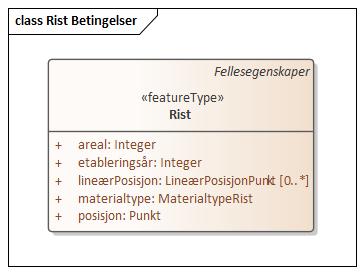 class Rist Betingelser
Fellesegenskaper
«featureType»
Rist
+ areal: Integer
+ etableringsår: Integer
+ lineærPosisjon: LineærPosisjonPunkt [0..*]
+ materialtype: MaterialtypeRist
+ posisjon: Punkt